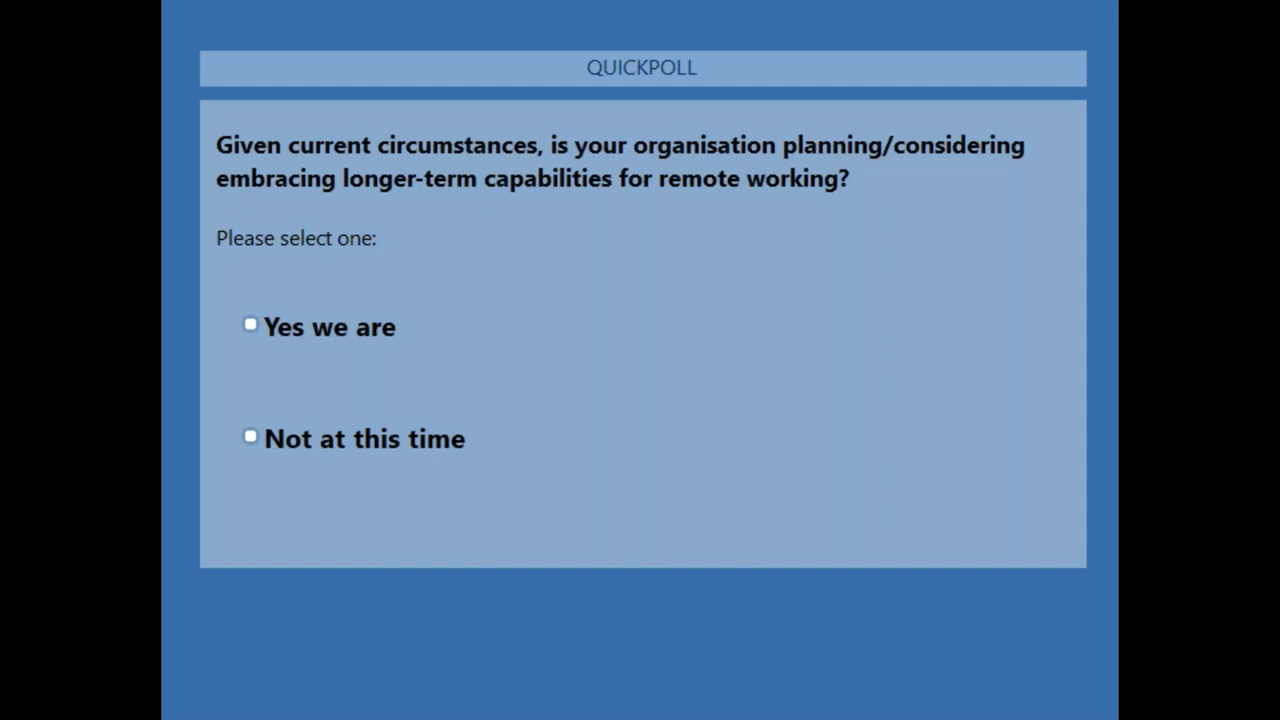 QUICKPOLL
Given current circumstances, is your organisation planning/considering
embracing longer-term capabilities for remote working?
Please select one:
Yes we are
Not at this time